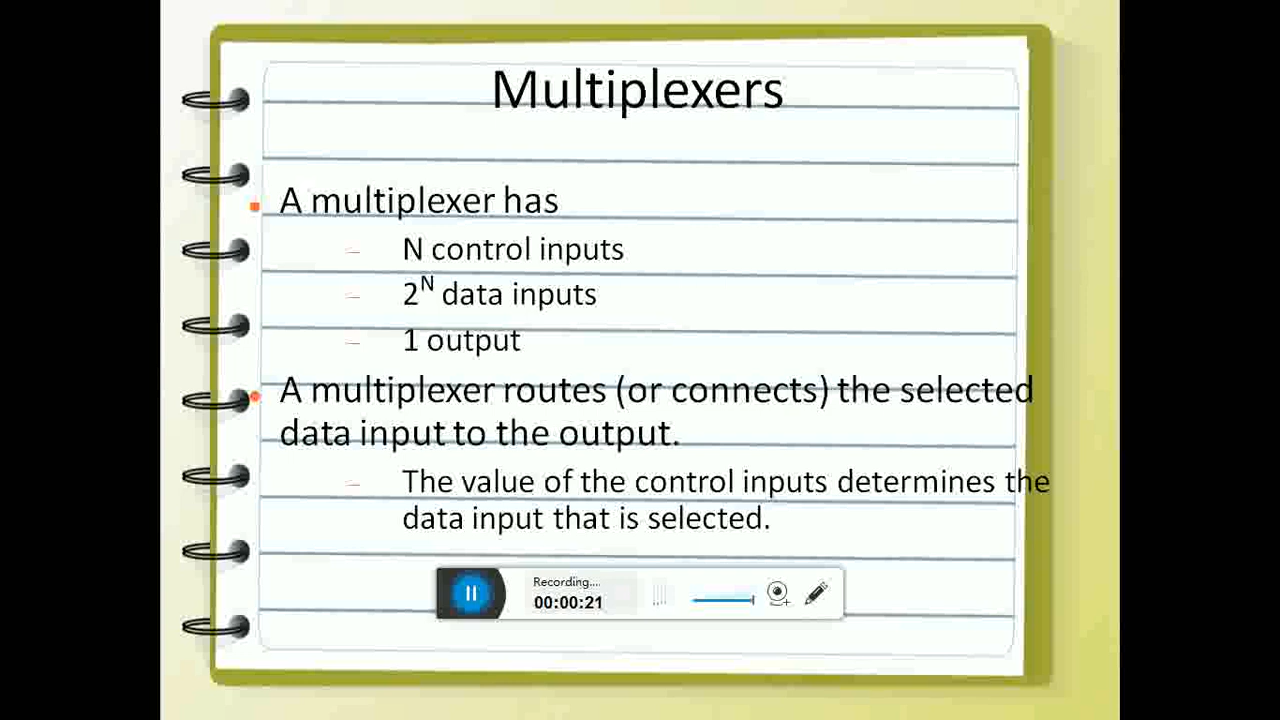 Multiplexers
A multiplexer has
– N control inputs
– 2^N data inputs
– 1 output
A multiplexer routes (or connects) the selected
data input to the output.
– The value of the control inputs determines the
data input that is selected.
Recording....
00:00:21